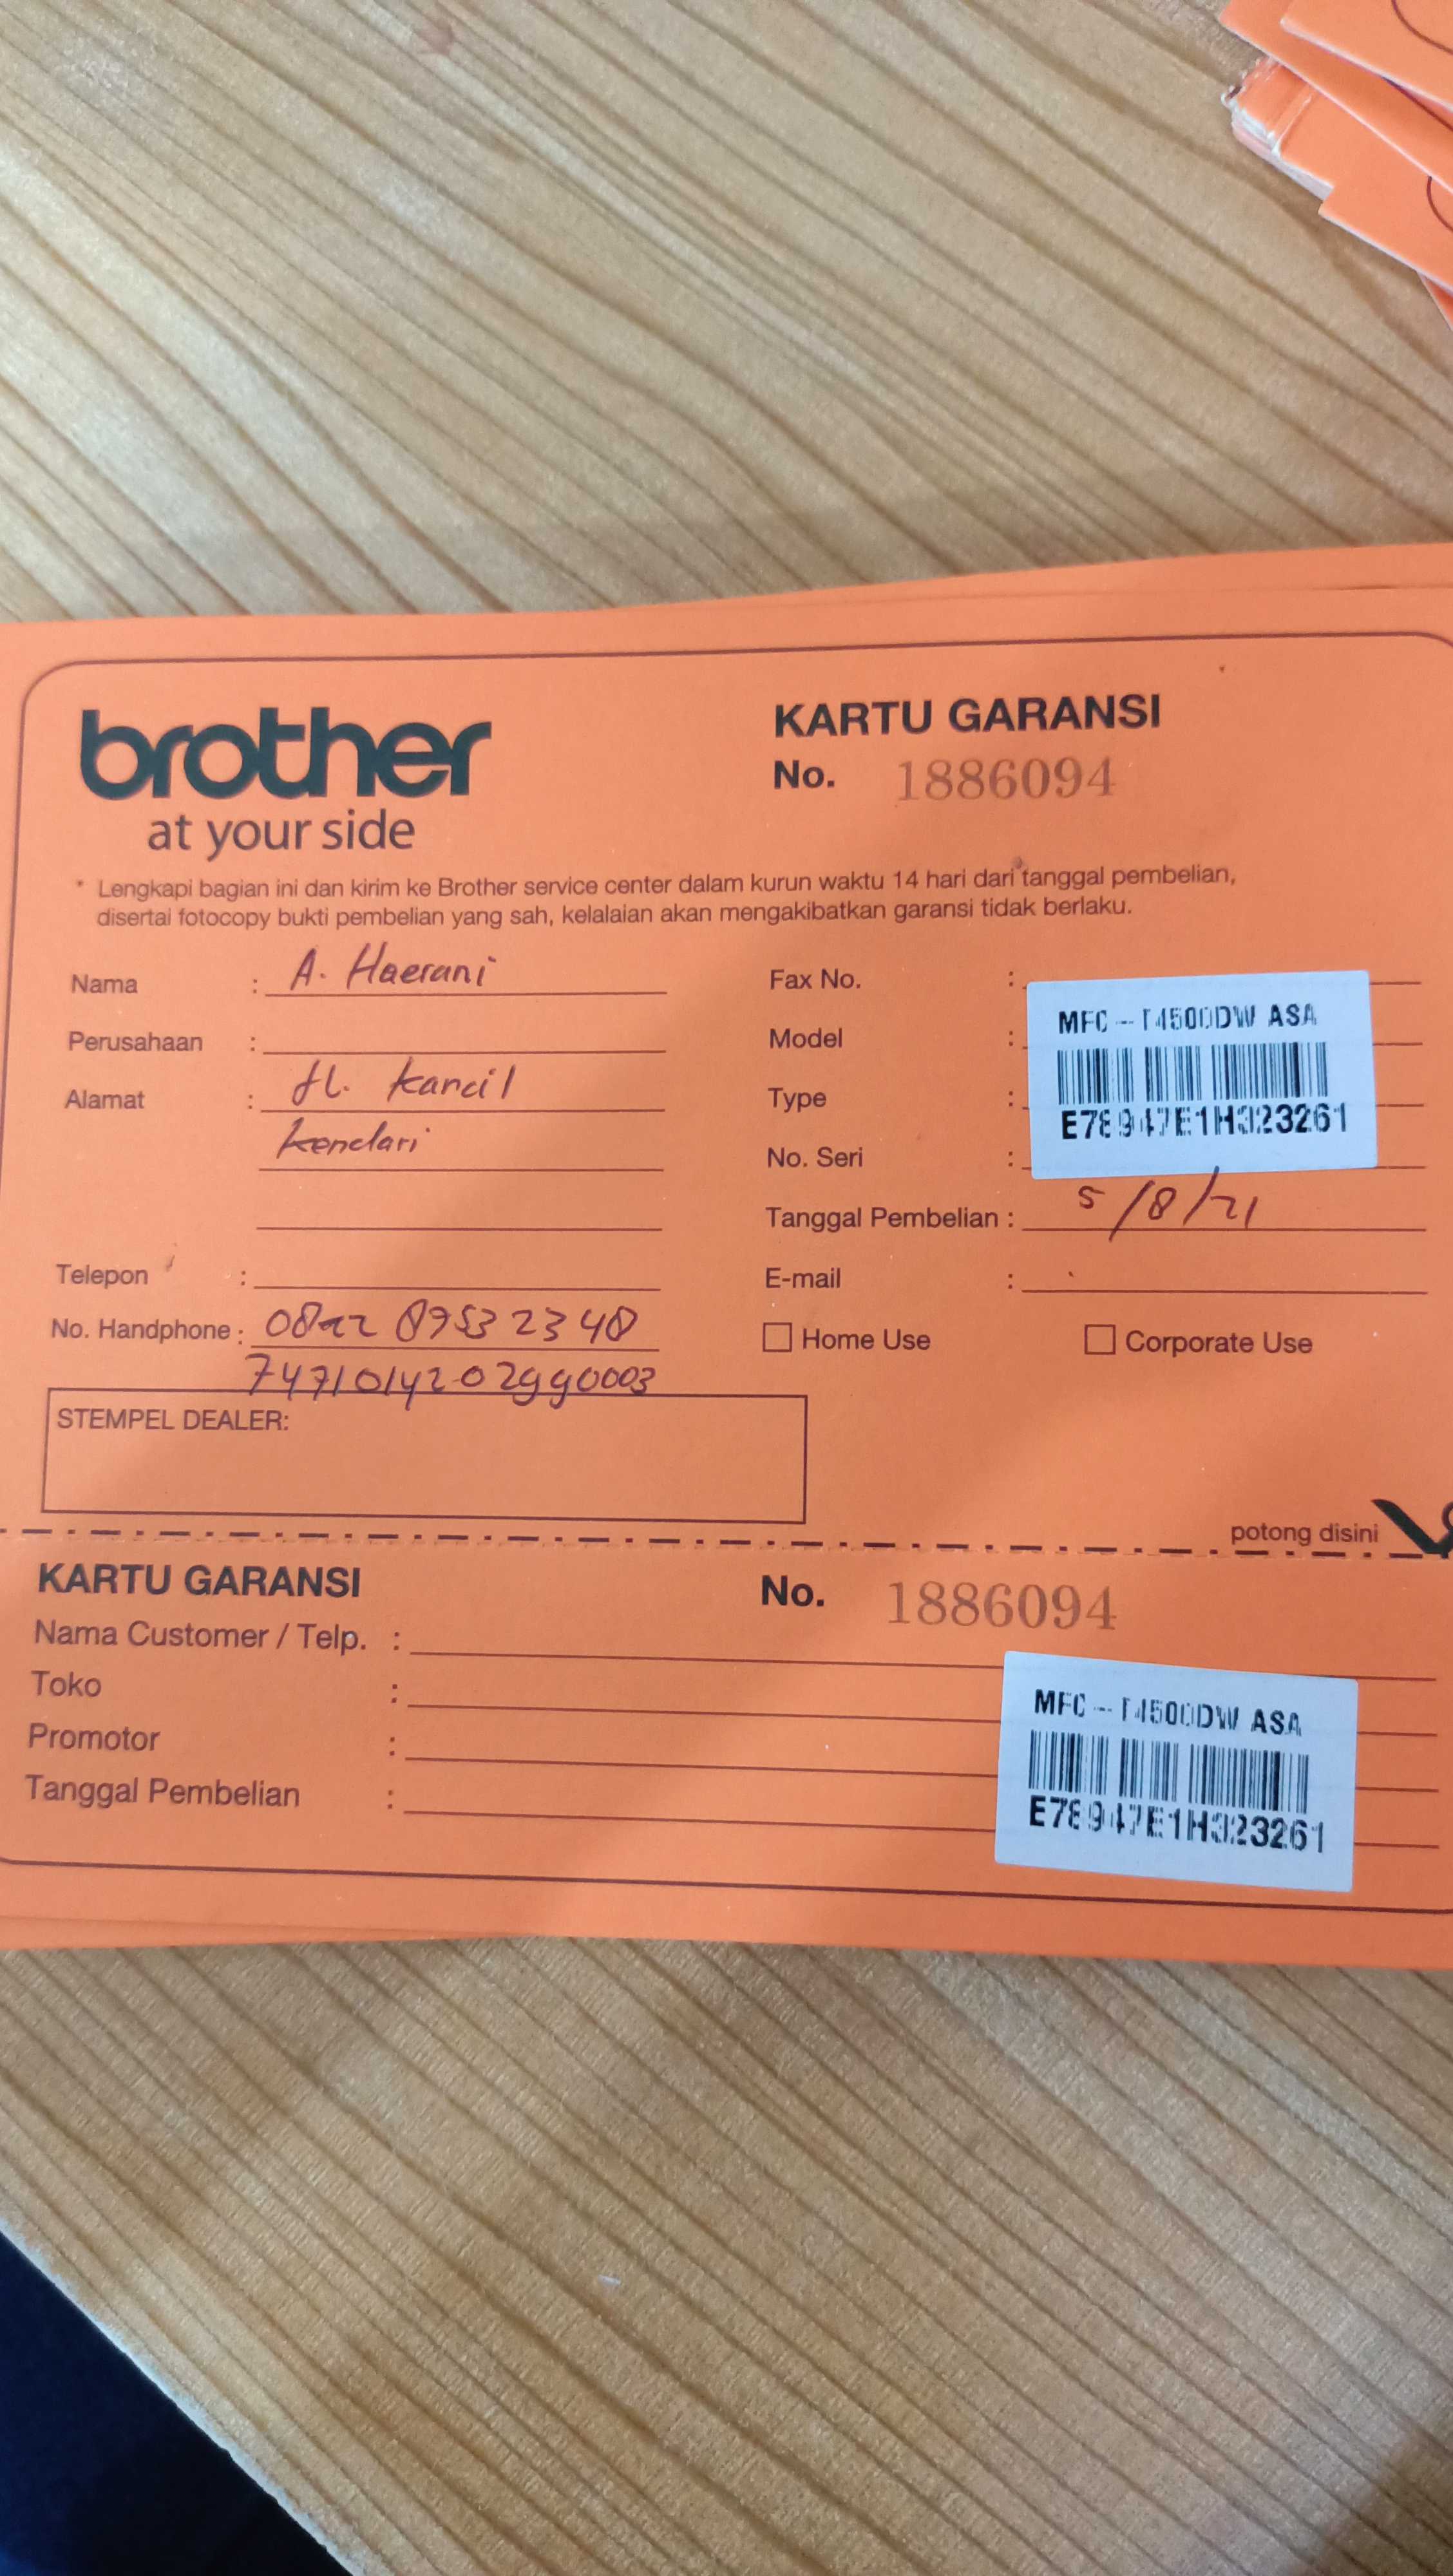 brother
at your side
KARTU GARANSI
No. 1886094
* Lengkapi bagian ini dan kirim ke Brother service center dalam kurun waktu 14 hari dari tanggal pembelian,
disertai fotocopy bukti pembelian yang sah, kelalaian akan mengakibatkan garansi tidak berlaku.
Nama : A. Haerani
Perusahaan :
Alamat : Jl. Kancil
Kendari
Telepon :
No. Handphone : 0822 8953 2348
7471014202990003
STEMPEL DEALER:
Fax No. :
Model :
Type :
No. Seri :
MFC-T4500DW ASA
E78947E1H323261
Tanggal Pembelian : 5/8/21
E-mail :
Home Use
Corporate Use
potong disini
KARTU GARANSI
No. 1886094
Nama Customer / Telp. :
Toko :
Promotor :
Tanggal Pembelian :
MFC-T4500DW ASA
E78947E1H323261